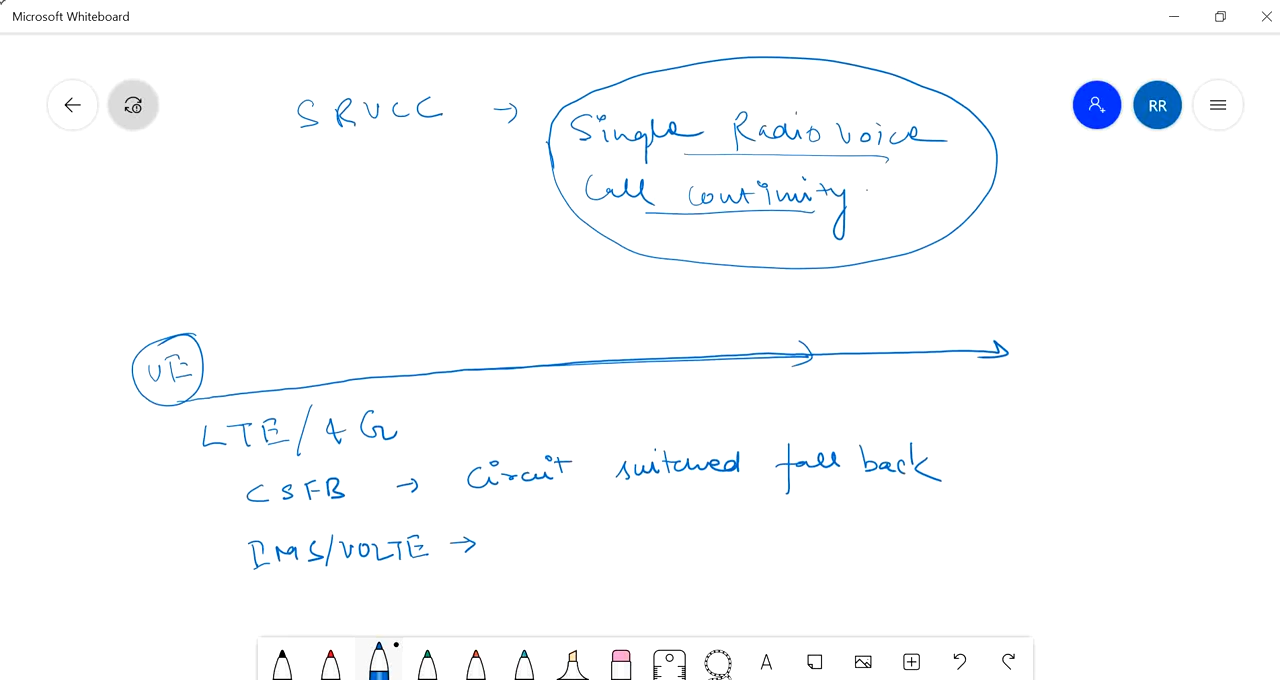 Microsoft Whiteboard
RR
SRVCC → Single Radio Voice
Call continuity
UE
LTE/4G
CSFB → Circuit switched fall back
IMS/VOLTE →
A